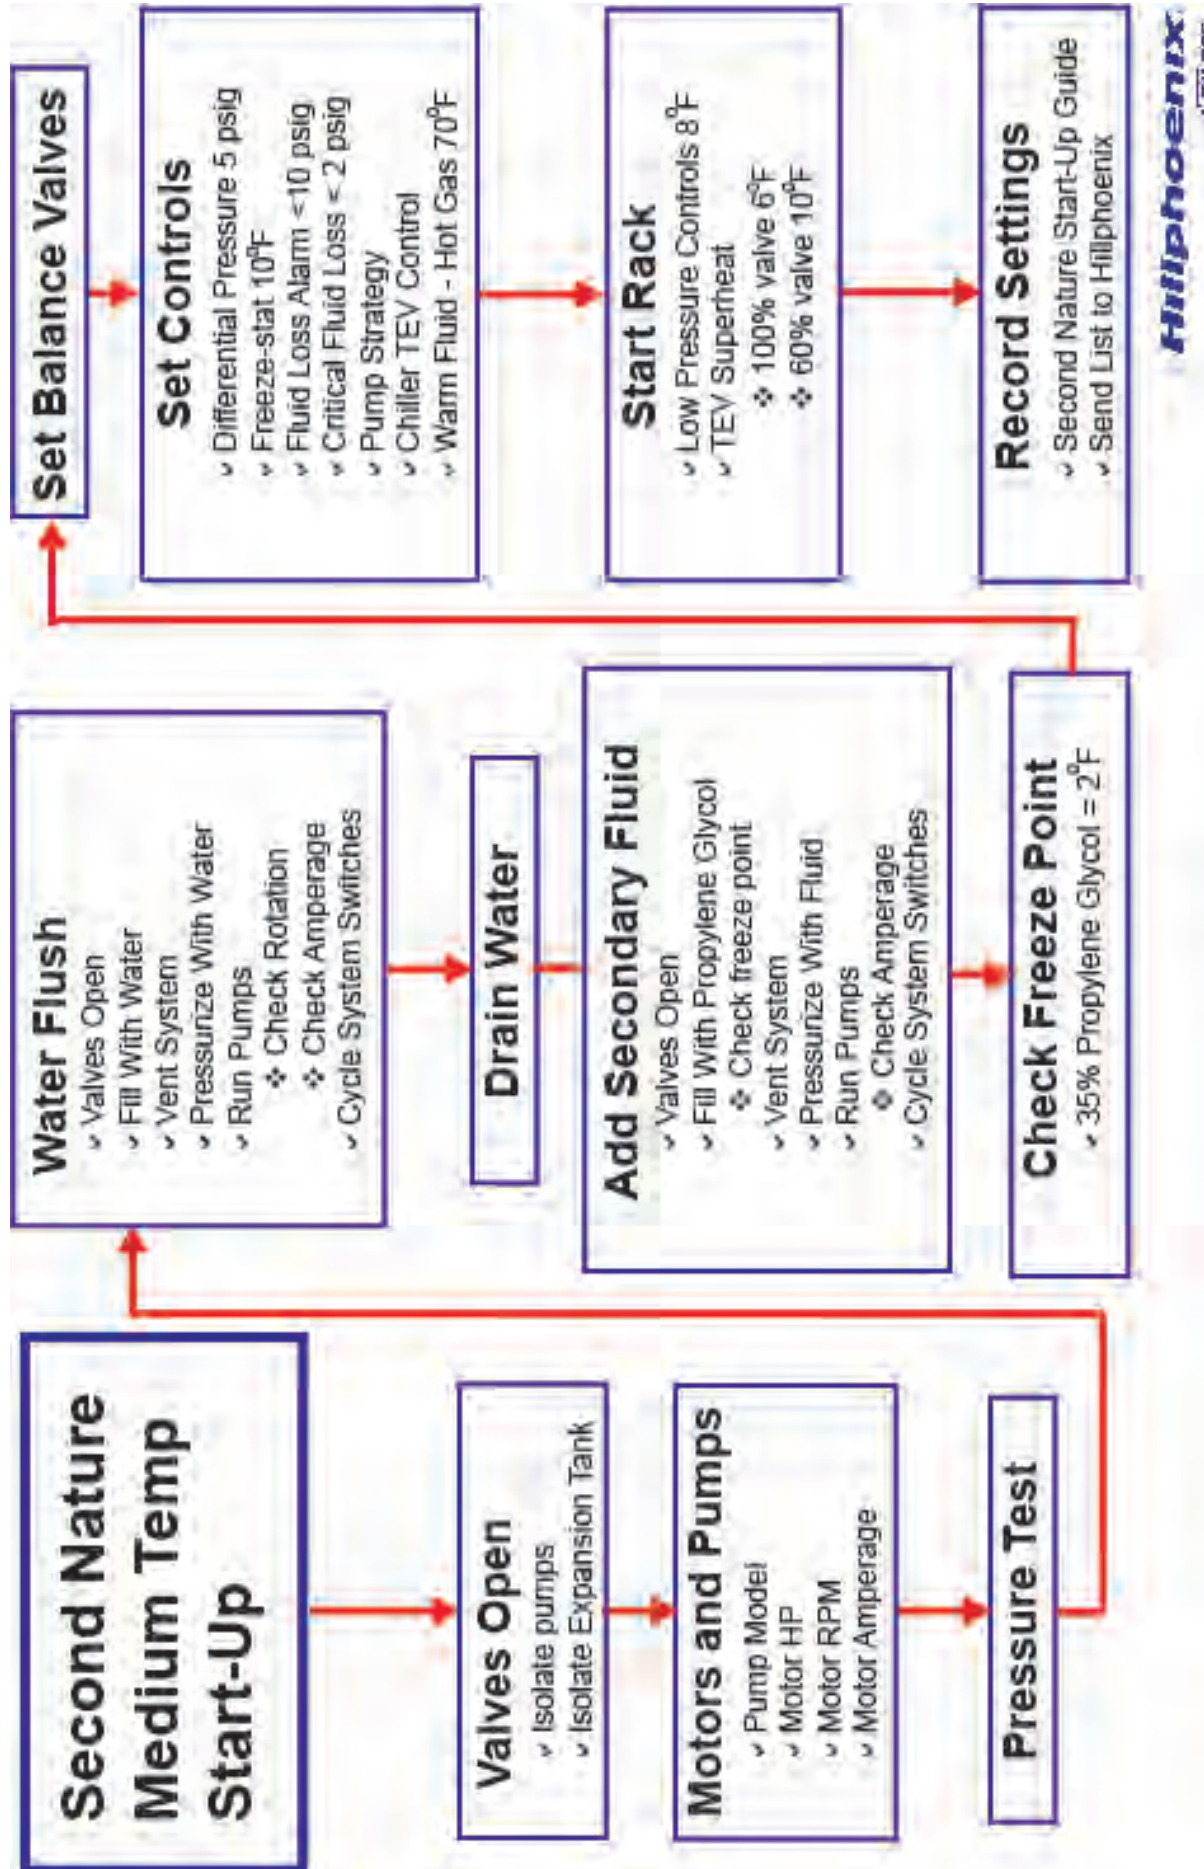 Second Nature
Medium Temp
Start-Up
Valves Open
✓ Isolate pumps
✓ Isolate Expansion Tank
Motors and Pumps
✓ Pump Model
✓ Motor HP
✓ Motor RPM
✓ Motor Amperage
Pressure Test
Water Flush
✓ Valves Open
✓ Fill With Water
✓ Vent System
✓ Pressurize With Water
✓ Run Pumps
❖ Check Rotation
❖ Check Amperage
✓ Cycle System Switches
Drain Water
Add Secondary Fluid
✓ Valves Open
✓ Fill With Propylene Glycol
❖ Check freeze point
✓ Vent System
✓ Pressurize With Fluid
✓ Run Pumps
❖ Check Amperage
✓ Cycle System Switches
Check Freeze Point
✓ 35% Propylene Glycol = 2⁰F
Set Balance Valves
Set Controls
✓ Differential Pressure 5 psig
✓ Freeze-stat 10⁰F
✓ Fluid Loss Alarm <10 psig
✓ Critical Fluid Loss < 2 psig
✓ Pump Strategy
✓ Chiller TEV Control
✓ Warm Fluid - Hot Gas 70⁰F
Start Rack
✓ Low Pressure Controls 8⁰F
✓ TEV Superheat
❖ 100% valve 6⁰F
❖ 60% valve 10⁰F
Record Settings
✓ Second Nature Start-Up Guide
✓ Send List to Hillphoenix
Hillphoenix